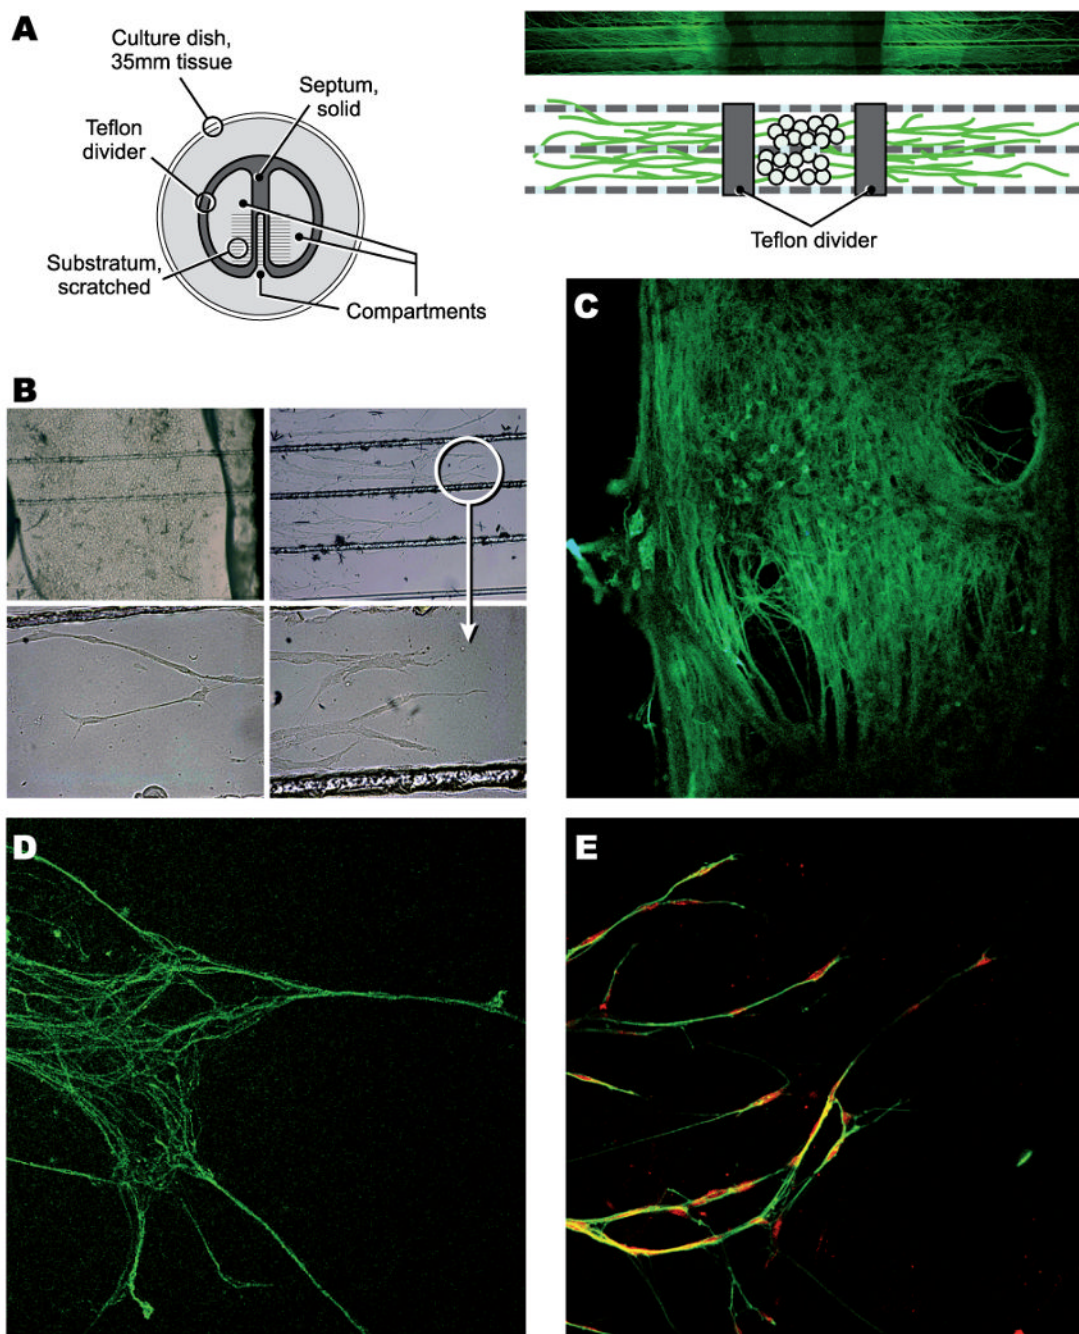 A
Culture dish,
35mm tissue
Septum,
solid
Teflon
divider
Substratum,
scratched
Compartments
Teflon divider
B
C
D
E